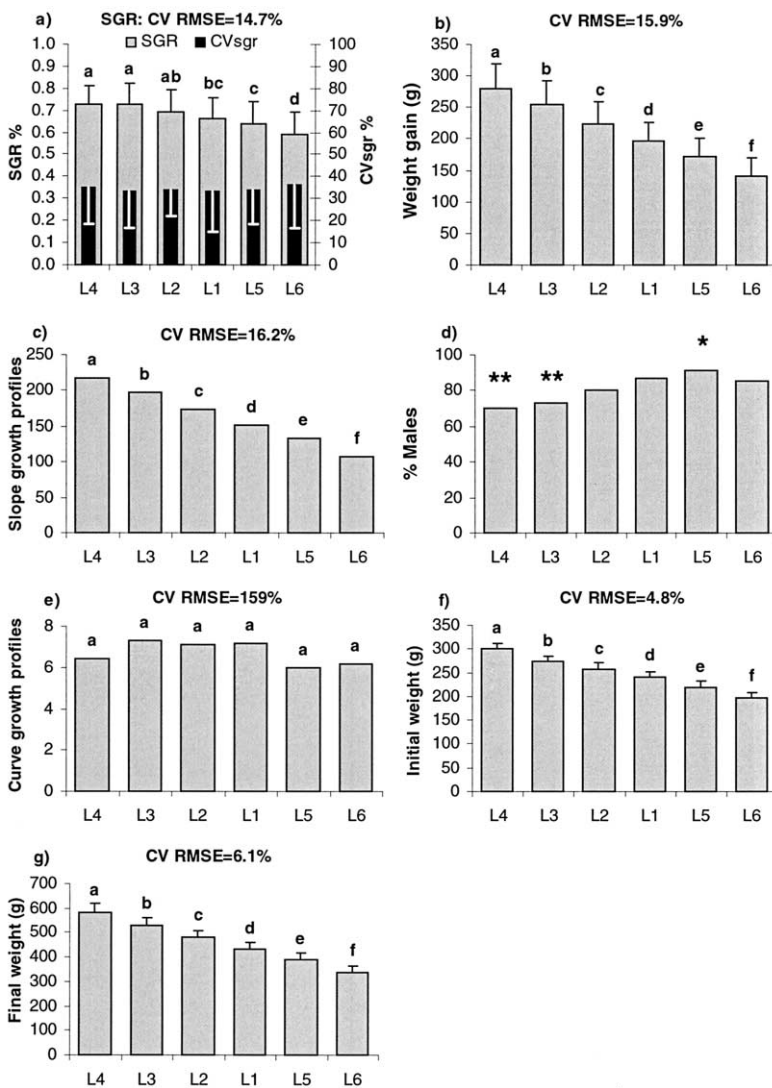 a) SGR: CV RMSE=14.7%
SGR CVsgr
a a ab bc c d
SGR %
1.0
0.9
0.8
0.7
0.6
0.5
0.4
0.3
0.2
0.1
0.0
CVsgr %
100
90
80
70
60
50
40
30
20
10
0
L4 L3 L2 L1 L5 L6
b) CV RMSE=15.9%
a b c d e f
Weight gain (g)
350
300
250
200
150
100
50
0
L4 L3 L2 L1 L5 L6
c) CV RMSE=16.2%
a b c d e f
Slope growth profiles
250
200
150
100
50
0
L4 L3 L2 L1 L5 L6
d)
** ** *
% Males
100
80
60
40
20
0
L4 L3 L2 L1 L5 L6
e) CV RMSE=159%
a a a a a a
Curve growth profiles
8
6
4
2
0
L4 L3 L2 L1 L5 L6
f) CV RMSE=4.8%
a b c d e f
Initial weight (g)
350
300
250
200
150
100
50
0
L4 L3 L2 L1 L5 L6
g) CV RMSE=6.1%
a b c d e f
Final weight (g)
700
600
500
400
300
200
100
0
L4 L3 L2 L1 L5 L6